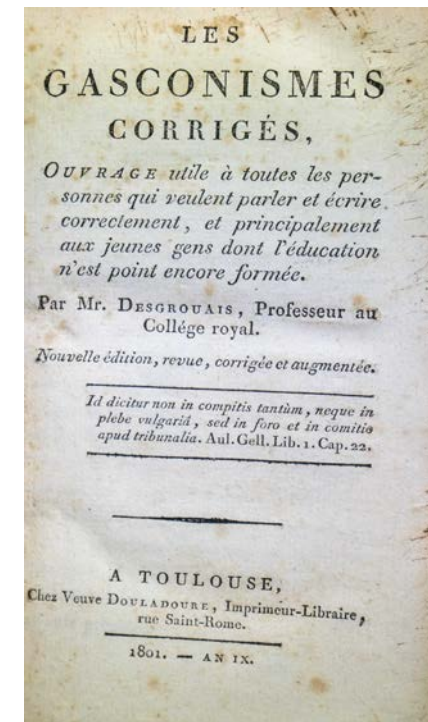 LES
GASCONISMES
CORRIGÉS,
OUVRAGE utile à toutes les per-
sonnes qui veulent parler et écrire
correctement, et principalement
aux jeunes gens dont l'éducation
n'est point encore formée.
Par Mr. DESGROUAIS, Professeur au
Collége royal.
Nouvelle édition, revue, corrigée et augmentée.
Id dicitur non in compitis tantùm, neque in
plebe vulgariâ, sed in foro et in comitio
apud tribunalia. Aul. Gell. Lib. 1. Cap. 22.
A TOULOUSE,
Chez Veuve DOULADOURE, Imprimeur-Libraire,
rue Saint-Rome.
1801. — AN IX.